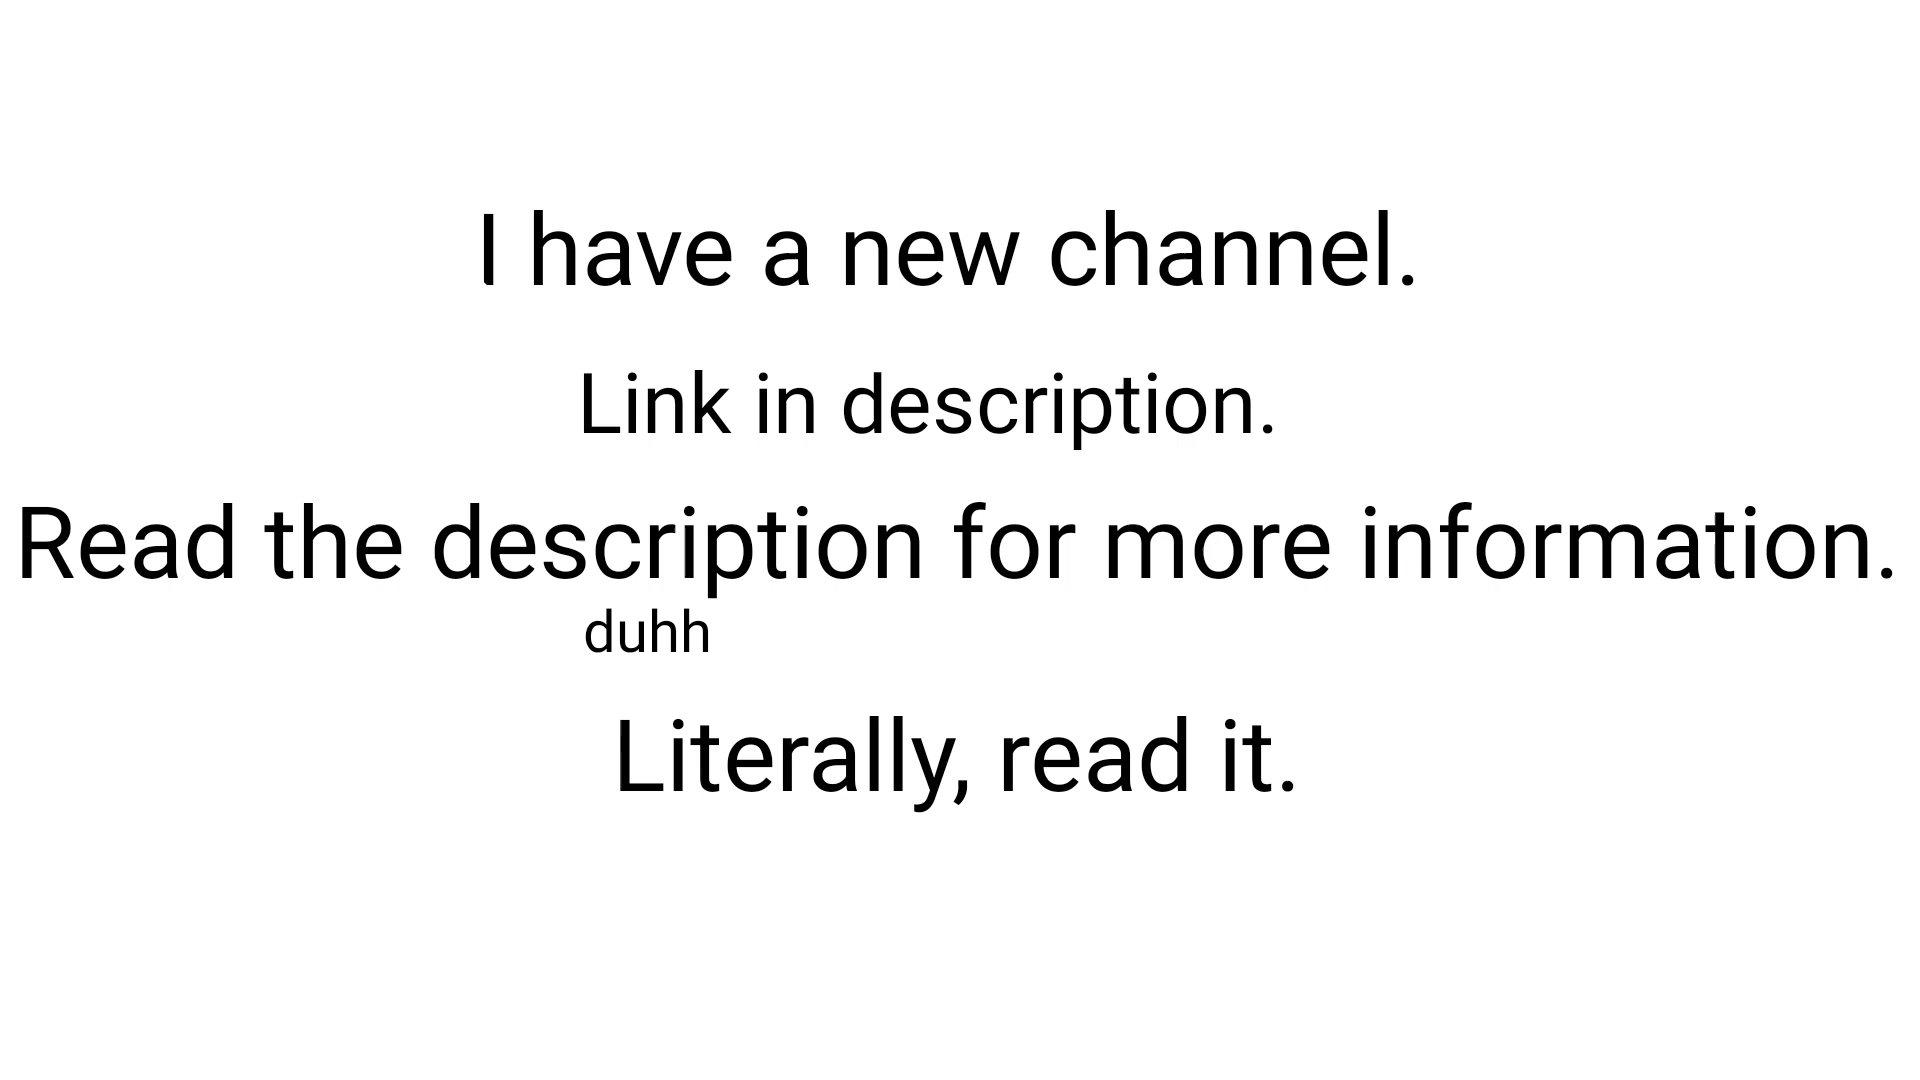 I have a new channel.
Link in description.
Read the description for more information.
duhh
Literally, read it.